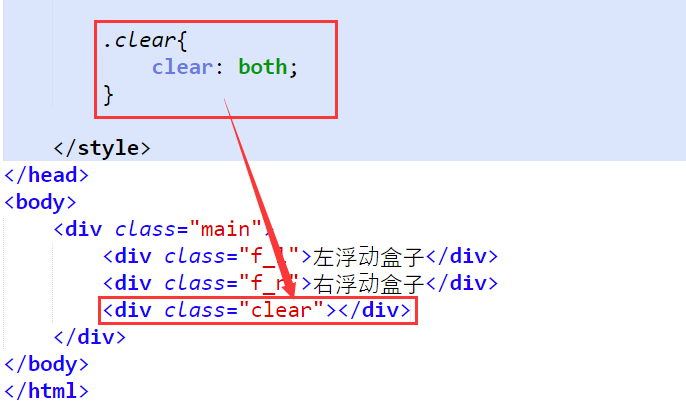 .clear{
clear: both;
}
</style>
</head>
<body>
<div class="main">
<div class="f_l">左浮动盒子</div>
<div class="f_r">右浮动盒子</div>
<div class="clear"></div>
</div>
</body>
</html>